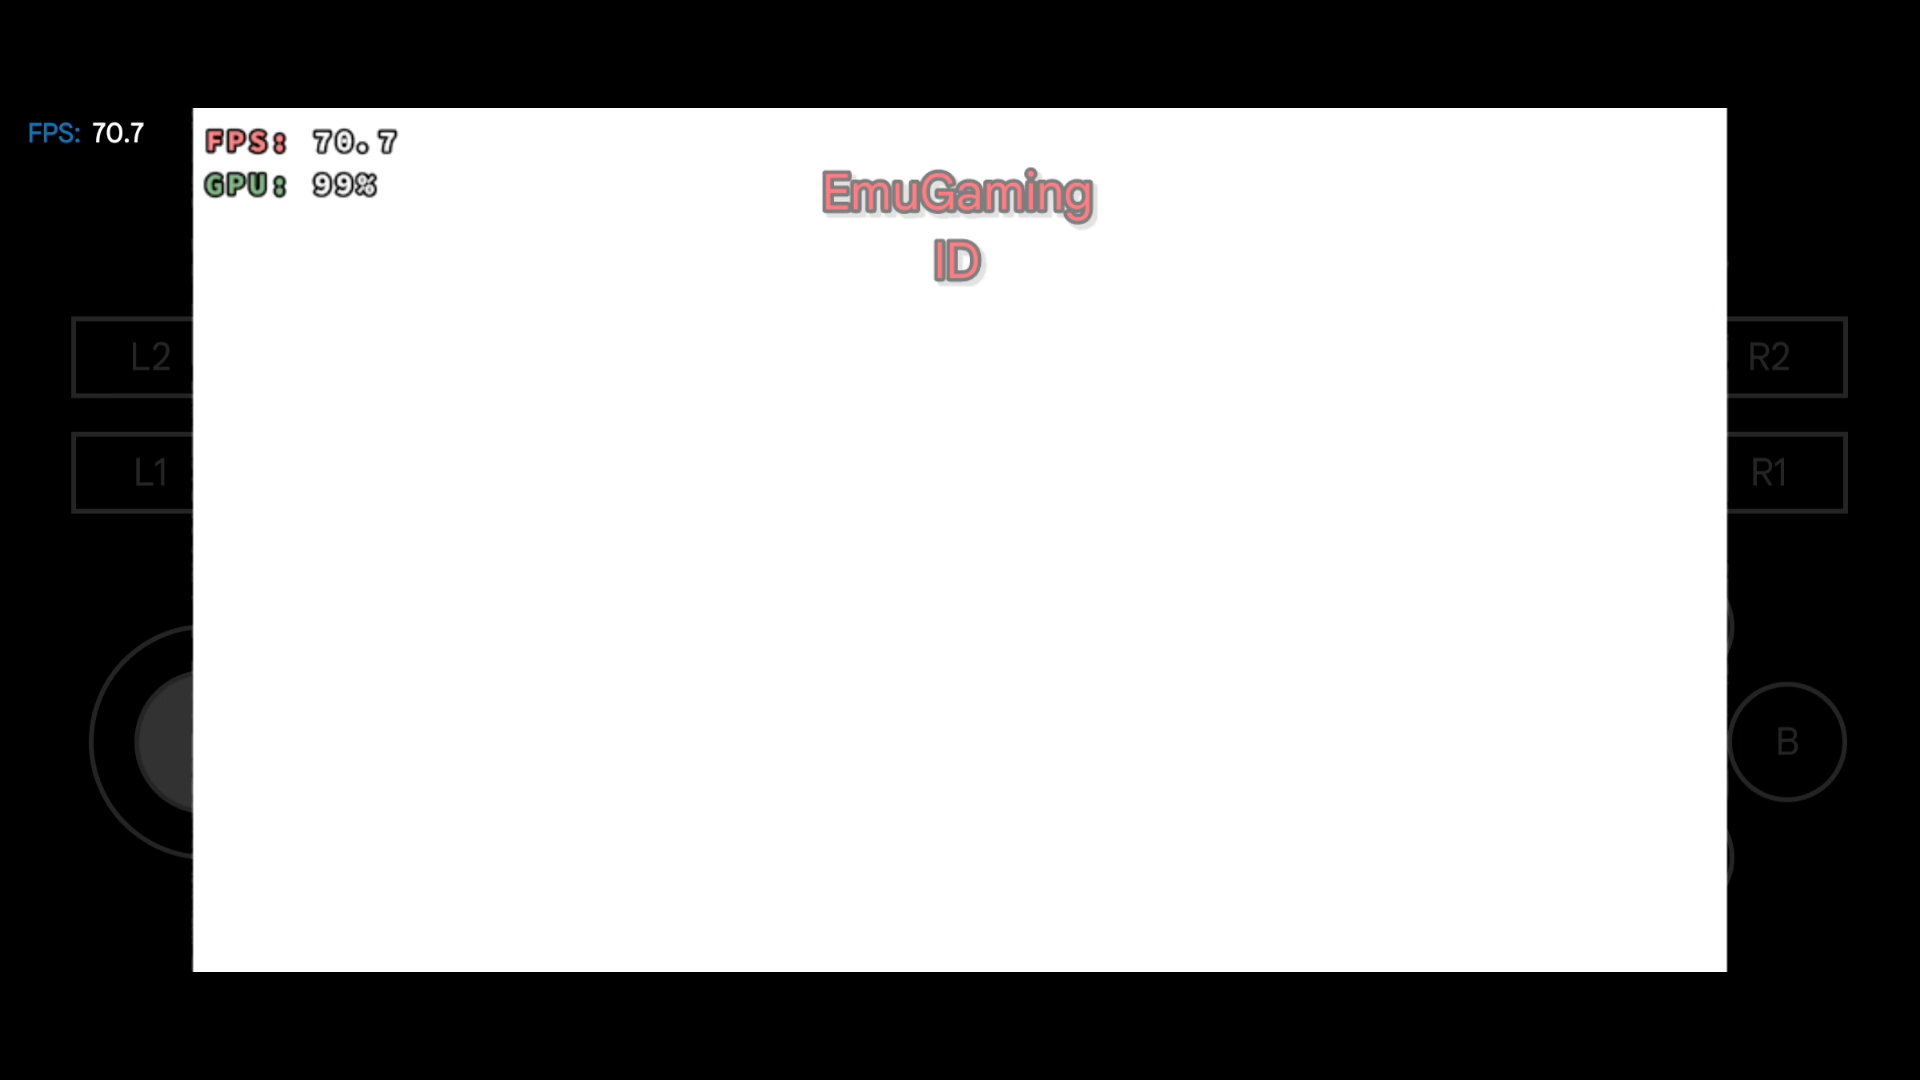 FPS: 70.7
FPS: 70.7
GPU: 99%
EmuGaming
ID
L2
R2
L1
R1
B